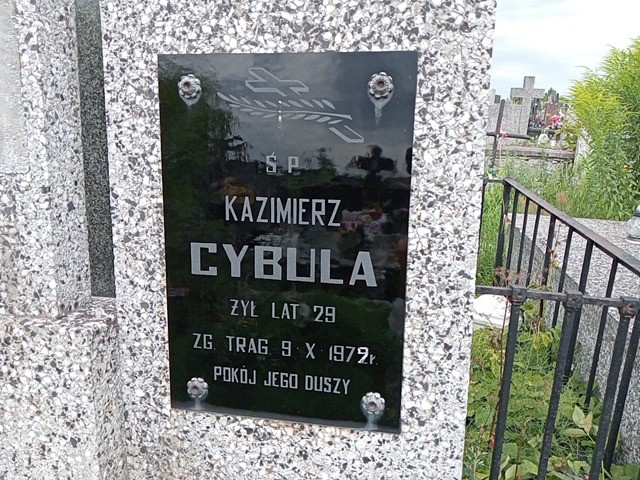 Ś P
KAZIMIERZ
CYBULA
ŻYŁ LAT 29
ZG TRAG 9 X 1972r.
POKÓJ JEGO DUSZY